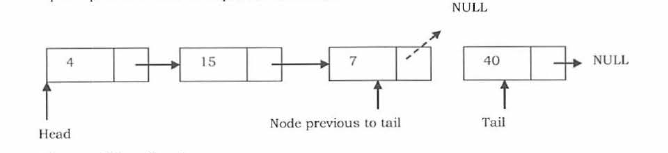 NULL
4 15 7 40 NULL
Node previous to tail Tail
Head